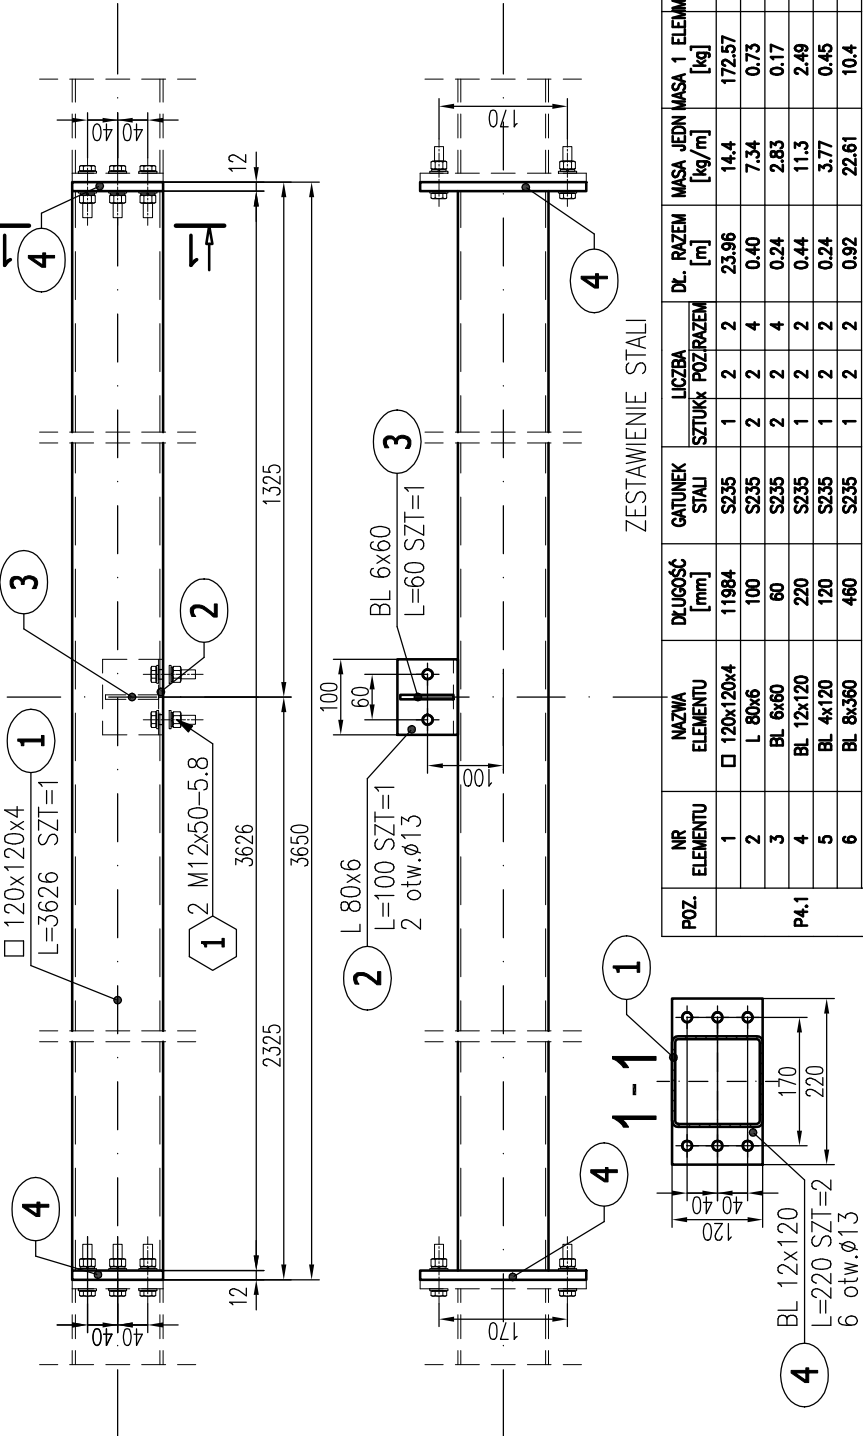 □ 120x120x4
L=3626 SZT=1
1
3
2
4
4
1
1
1
2 M12x50-5.8
40
40
40
40
12
12
2325
1325
3626
3650
L 80x6
L=100 SZT=1
2 otw.ø13
2
BL 6x60
L=60 SZT=1
3
100
60
100
170
170
4
4
1-1
1
170
220
40
40
120
BL 12x120
L=220 SZT=2
6 otw.ø13
4
ZESTAWIENIE STALI
POZ. NR ELEMENTU NAZWA ELEMENTU DŁUGOŚĆ [mm] GATUNEK STALI LICZBA SZTUK x POZ. RAZEM DŁ. RAZEM [m] MASA JEDN [kg/m] MASA 1 ELEM [kg]
P4.1
1 □ 120x120x4 11984 S235 1 2 2 23.96 14.4 172.57
2 L 80x6 100 S235 2 2 4 0.40 7.34 0.73
3 BL 6x60 60 S235 2 2 4 0.24 2.83 0.17
4 BL 12x120 220 S235 1 2 2 0.44 11.3 2.49
5 BL 4x120 120 S235 1 2 2 0.24 3.77 0.45
6 BL 8x360 460 S235 1 2 2 0.92 22.61 10.4